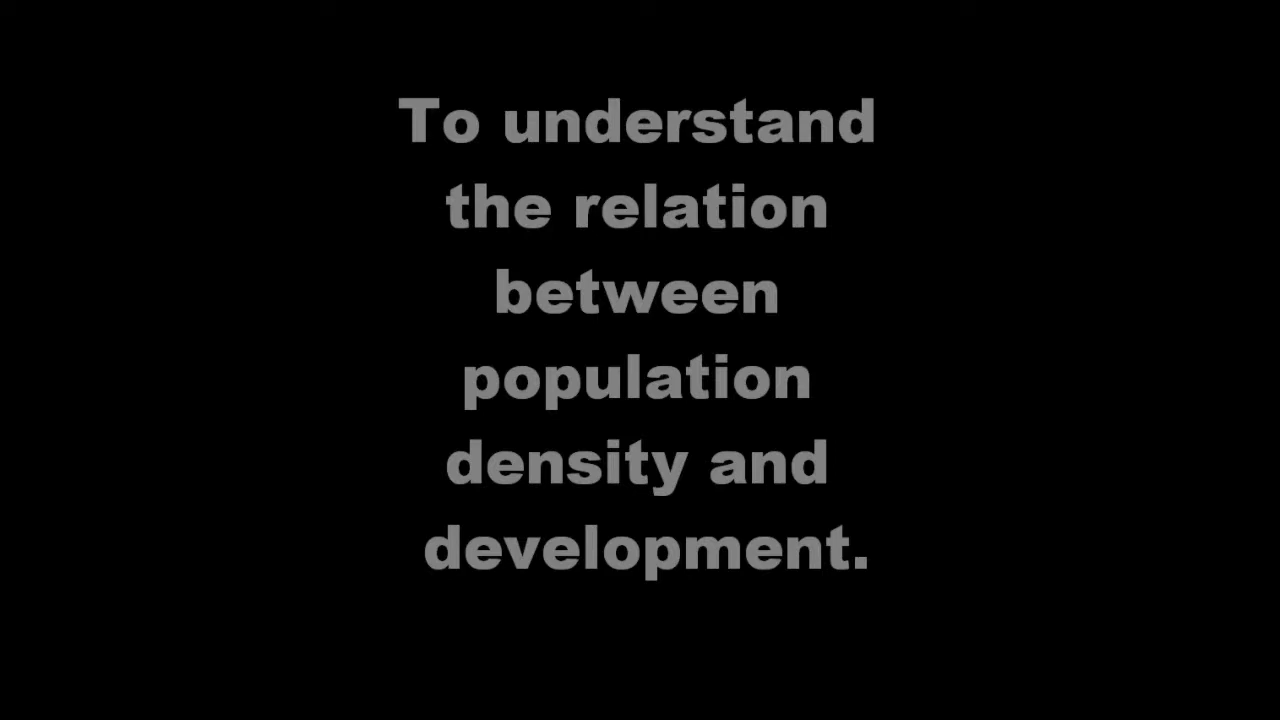 To understand
the relation
between
population
density and
development.